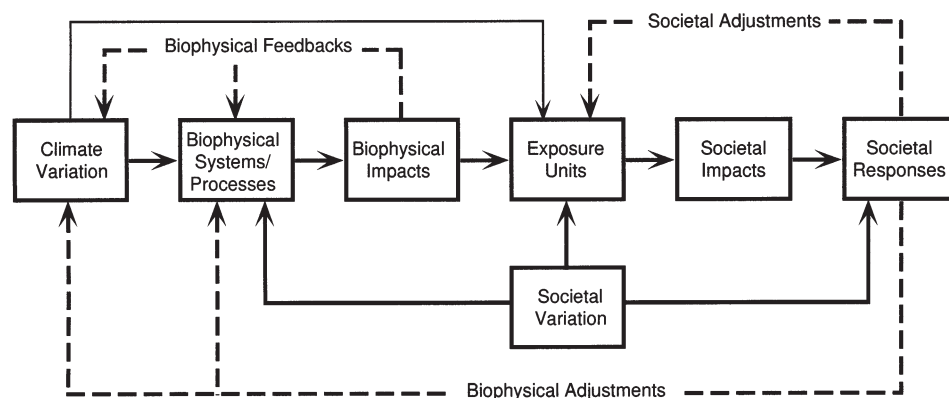 Societal Adjustments
Biophysical Feedbacks
Climate
Variation
Biophysical
Systems/
Processes
Biophysical
Impacts
Exposure
Units
Societal
Impacts
Societal
Responses
Societal
Variation
Biophysical Adjustments